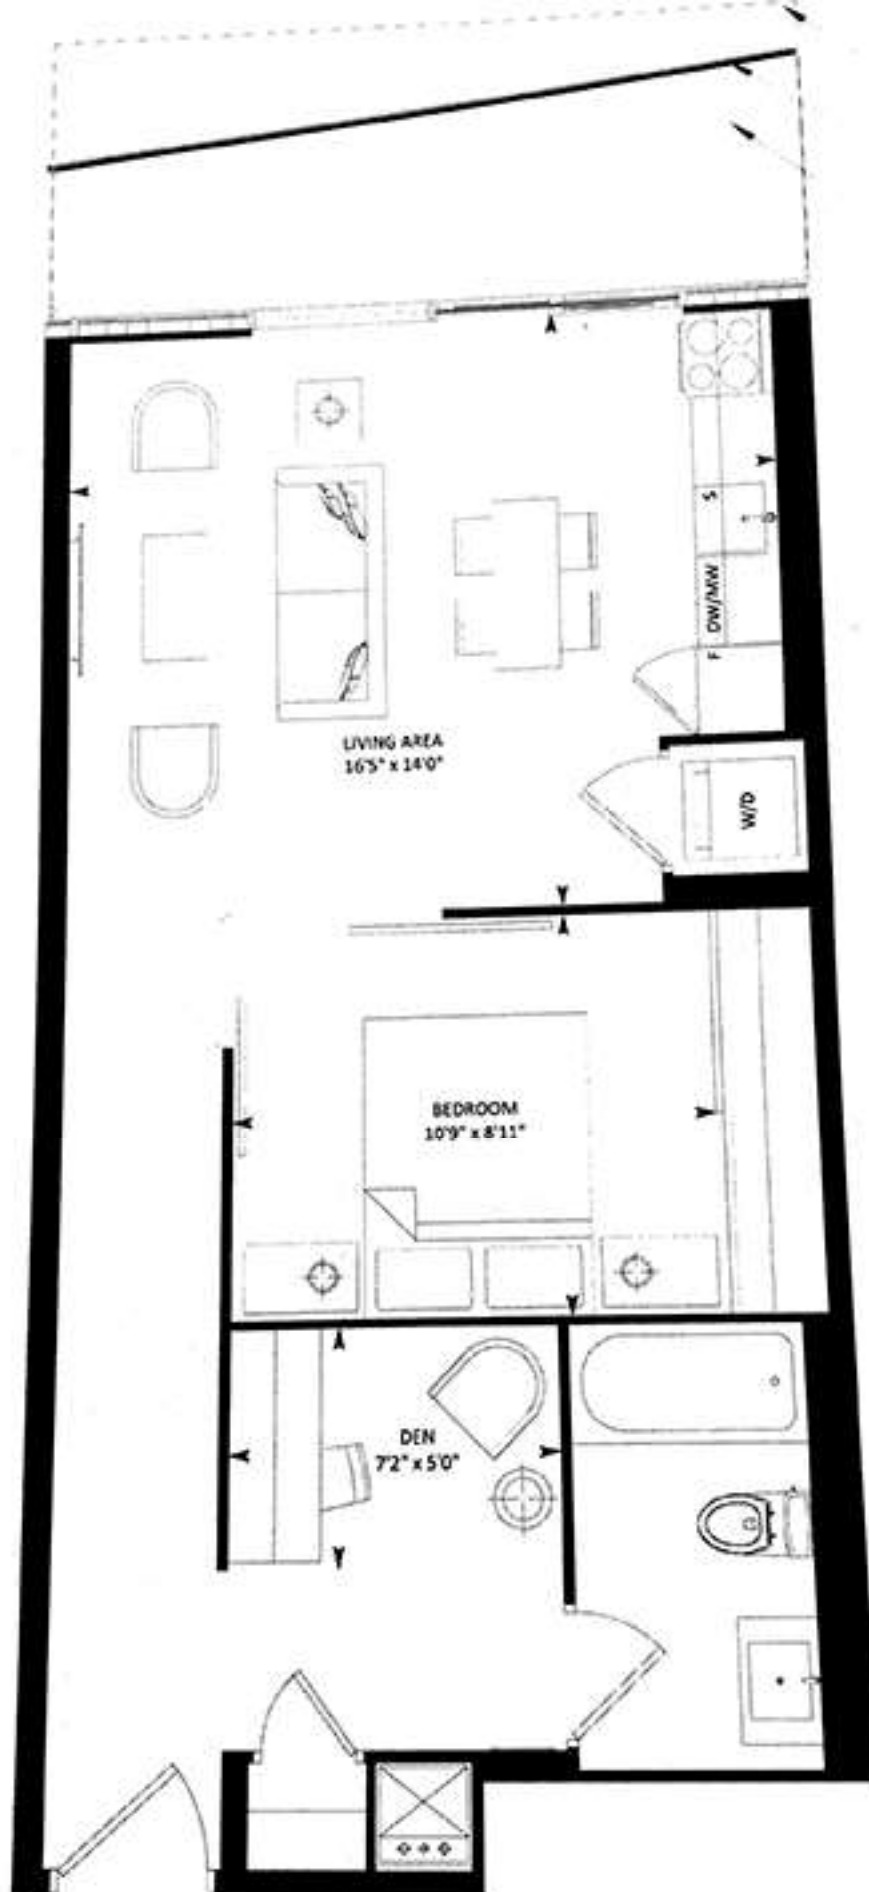 S
DW/MW
F
LIVING AREA
16'5" x 14'0"
W/D
BEDROOM
10'9" x 8'11"
DEN
7'2" x 5'0"